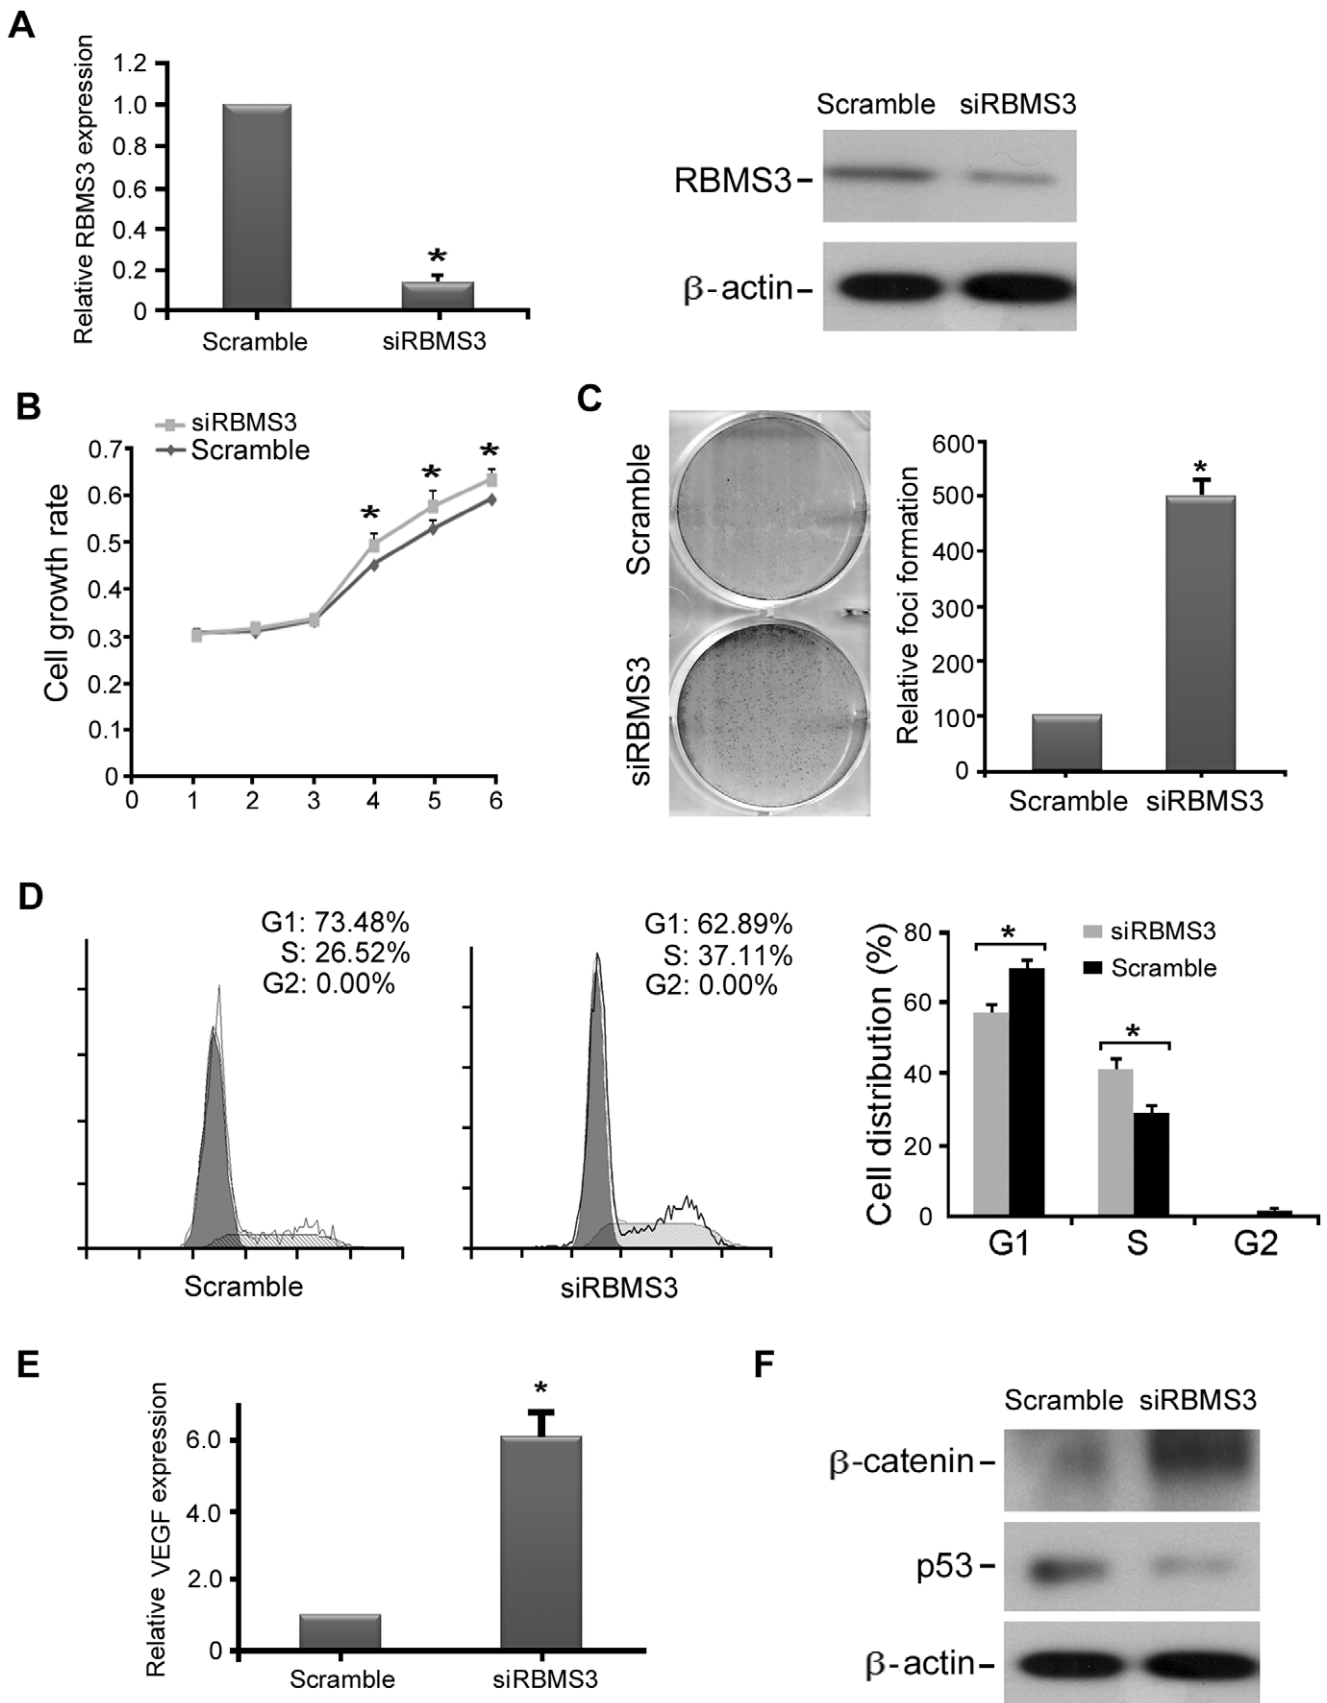 A
Relative RBMS3 expression
1.2
1.0
0.8
0.6
0.4
0.2
0
*
Scramble siRBMS3
Scramble siRBMS3
RBMS3
β-actin
B
siRBMS3
Scramble
Cell growth rate
0.7
0.6
0.5
0.4
0.3
0.2
0.1
0
* * *
0 1 2 3 4 5 6
C
Scramble
siRBMS3
Relative foci formation
600
500
400
300
200
100
0
*
Scramble siRBMS3
D
G1: 73.48%
S: 26.52%
G2: 0.00%
Scramble
G1: 62.89%
S: 37.11%
G2: 0.00%
siRBMS3
Cell distribution (%)
80
60
40
20
0
siRBMS3
Scramble
*
*
G1 S G2
E
Relative VEGF expression
6.0
4.0
2.0
0
*
Scramble siRBMS3
F
Scramble siRBMS3
β-catenin
p53
β-actin